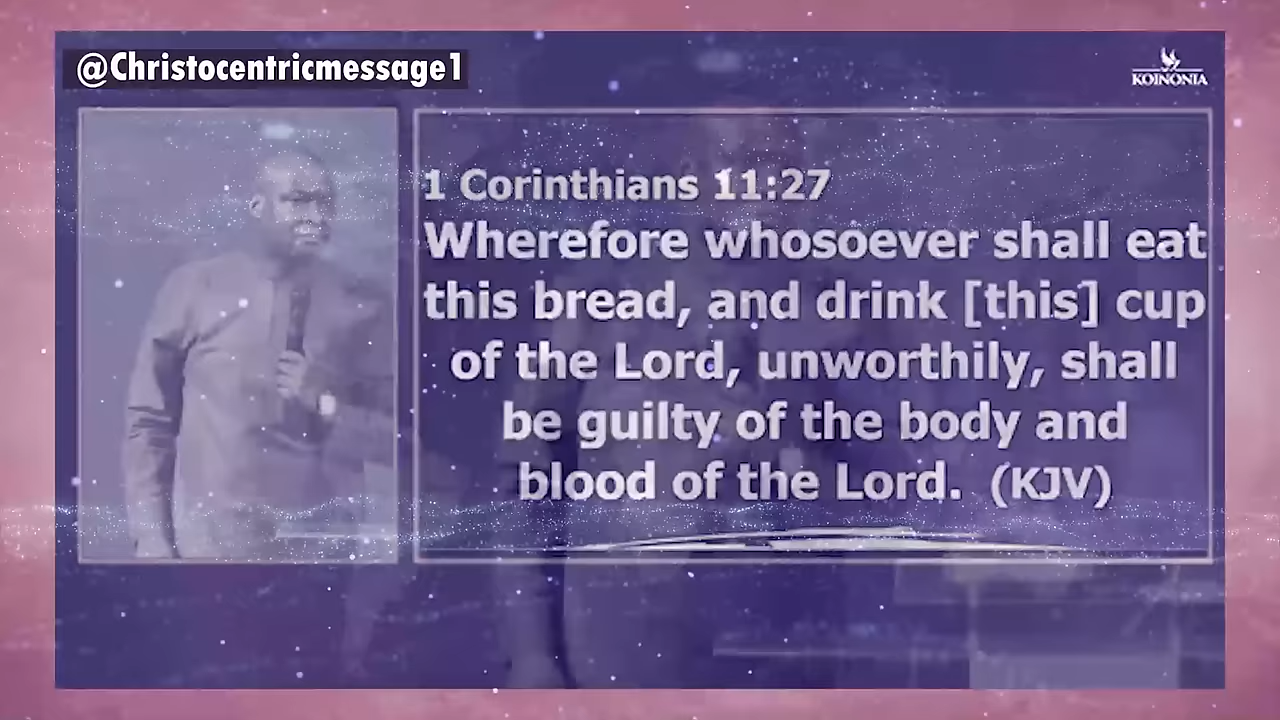 @Christocentricmessage1
KOINONIA
1 Corinthians 11:27
Wherefore whosoever shall eat
this bread, and drink [this] cup
of the Lord, unworthily, shall
be guilty of the body and
blood of the Lord. (KJV)